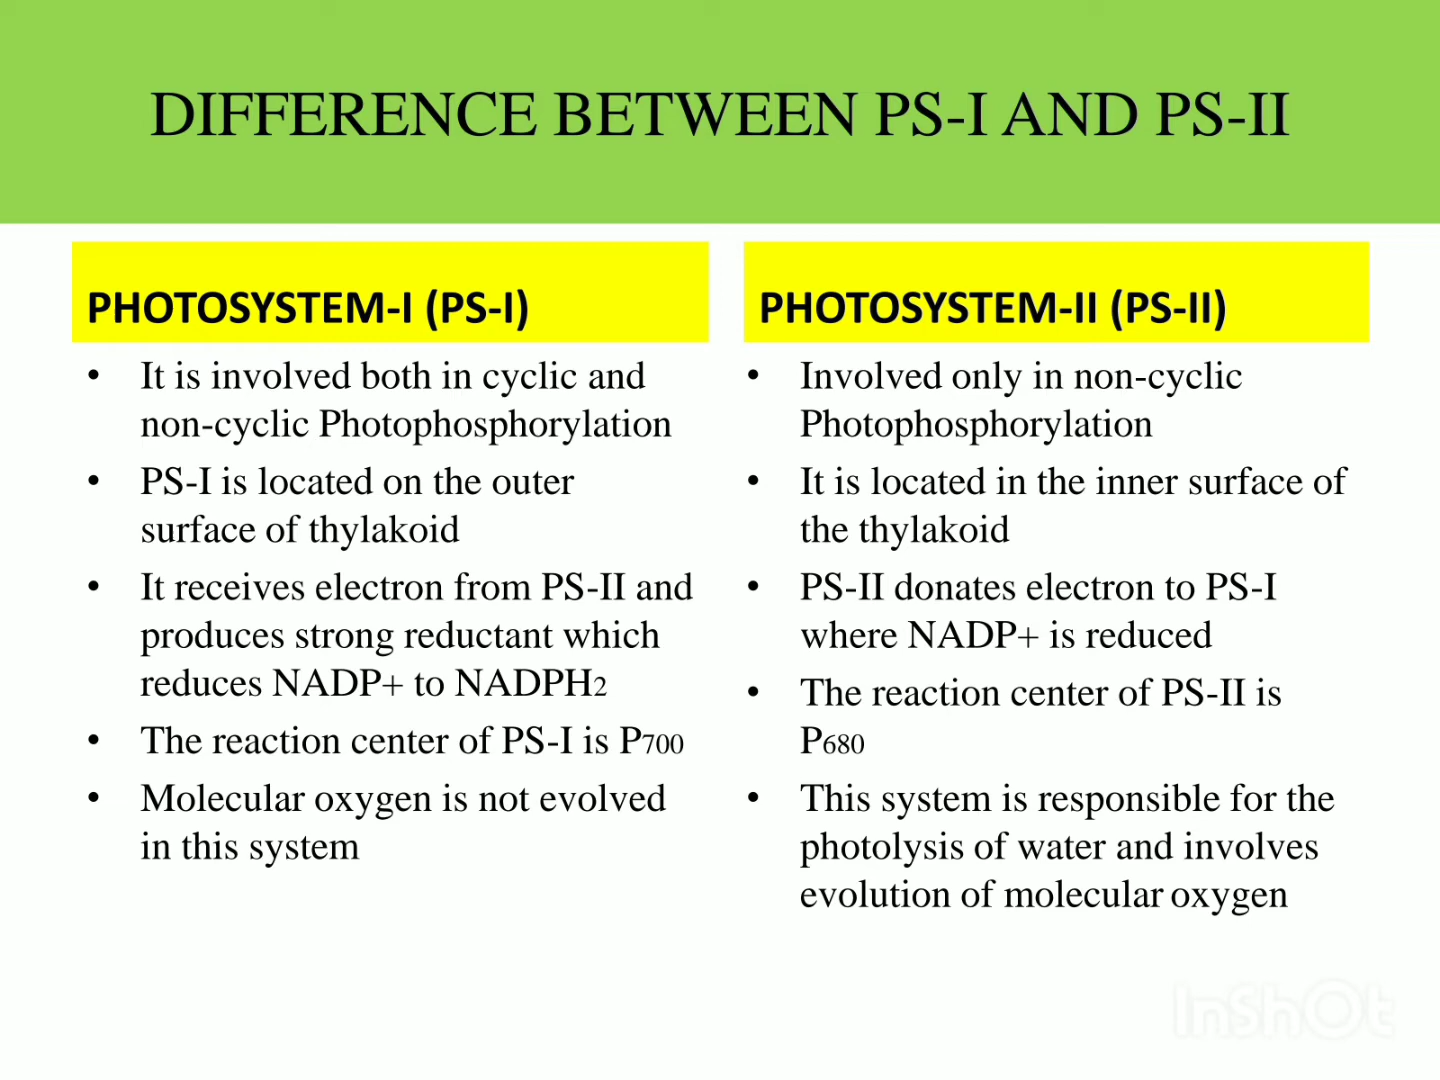 DIFFERENCE BETWEEN PS-I AND PS-II
PHOTOSYSTEM-I (PS-I)
• It is involved both in cyclic and
non-cyclic Photophosphorylation
• PS-I is located on the outer
surface of thylakoid
• It receives electron from PS-II and
produces strong reductant which
reduces NADP+ to NADPH2
• The reaction center of PS-I is P700
• Molecular oxygen is not evolved
in this system
PHOTOSYSTEM-II (PS-II)
• Involved only in non-cyclic
Photophosphorylation
• It is located in the inner surface of
the thylakoid
• PS-II donates electron to PS-I
where NADP+ is reduced
• The reaction center of PS-II is
P680
• This system is responsible for the
photolysis of water and involves
evolution of molecular oxygen
InShOt